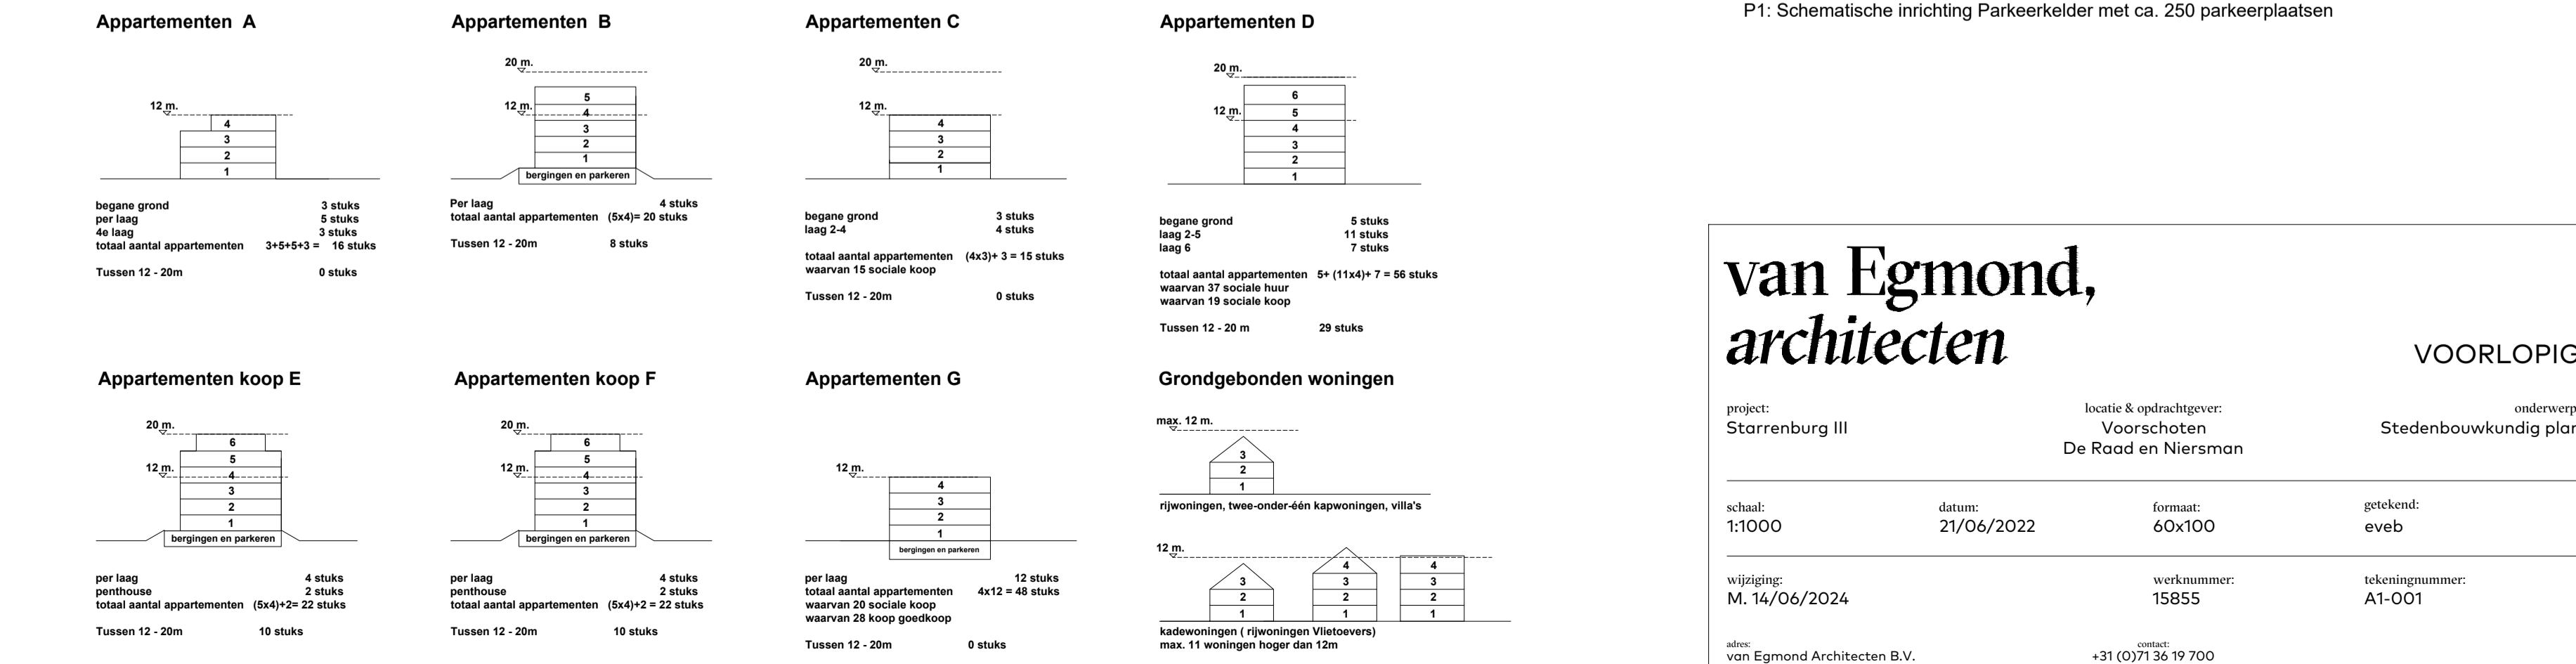 Appartementen A
12 m.
4
3
2
1
begane grond 3 stuks
per laag 5 stuks
4e laag 3 stuks
totaal aantal appartementen 3+5+5+3 = 16 stuks
Tussen 12 - 20m 0 stuks
Appartementen B
20 m.
12 m.
5
4
3
2
1
bergingen en parkeren
Per laag 4 stuks
totaal aantal appartementen (5x4)= 20 stuks
Tussen 12 - 20m 8 stuks
Appartementen C
20 m.
12 m.
4
3
2
1
begane grond 3 stuks
laag 2-4 4 stuks
totaal aantal appartementen (4x3)+ 3 = 15 stuks
waarvan 15 sociale koop
Tussen 12 - 20m 0 stuks
Appartementen D
20 m.
12 m.
6
5
4
3
2
1
begane grond 5 stuks
laag 2-5 11 stuks
laag 6 7 stuks
totaal aantal appartementen 5+ (11x4)+ 7 = 56 stuks
waarvan 37 sociale huur
waarvan 19 sociale koop
Tussen 12 - 20 m 29 stuks
Appartementen koop E
20 m.
12 m.
6
5
4
3
2
1
bergingen en parkeren
per laag 4 stuks
penthouse 2 stuks
totaal aantal appartementen (5x4)+2= 22 stuks
Tussen 12 - 20m 10 stuks
Appartementen koop F
20 m.
12 m.
6
5
4
3
2
1
bergingen en parkeren
per laag 4 stuks
penthouse 2 stuks
totaal aantal appartementen (5x4)+2 = 22 stuks
Tussen 12 - 20m 10 stuks
Appartementen G
12 m.
4
3
2
1
bergingen en parkeren
per laag 12 stuks
totaal aantal appartementen 4x12 = 48 stuks
waarvan 20 sociale koop
waarvan 28 koop goedkoop
Tussen 12 - 20m 0 stuks
Grondgebonden woningen
max. 12 m.
3
2
1
rijwoningen, twee-onder-één kapwoningen, villa's
12 m.
4 4
3 3 3
2 2 2
1 1 1
kadewoningen ( rijwoningen Vlietoevers)
max. 11 woningen hoger dan 12m
P1: Schematische inrichting Parkeerkelder met ca. 250 parkeerplaatsen
van Egmond,
architecten
VOORLOPIG
project: locatie & opdrachtgever: onderwerp
Starrenburg III Voorschoten Stedenbouwkundig plan
De Raad en Niersman
schaal: datum: formaat: getekend:
1:1000 21/06/2022 60x100 eveb
wijziging: werknummer: tekeningnummer:
M. 14/06/2024 15855 A1-001
adres: contact:
van Egmond Architecten B.V. +31 (0)71 36 19 700